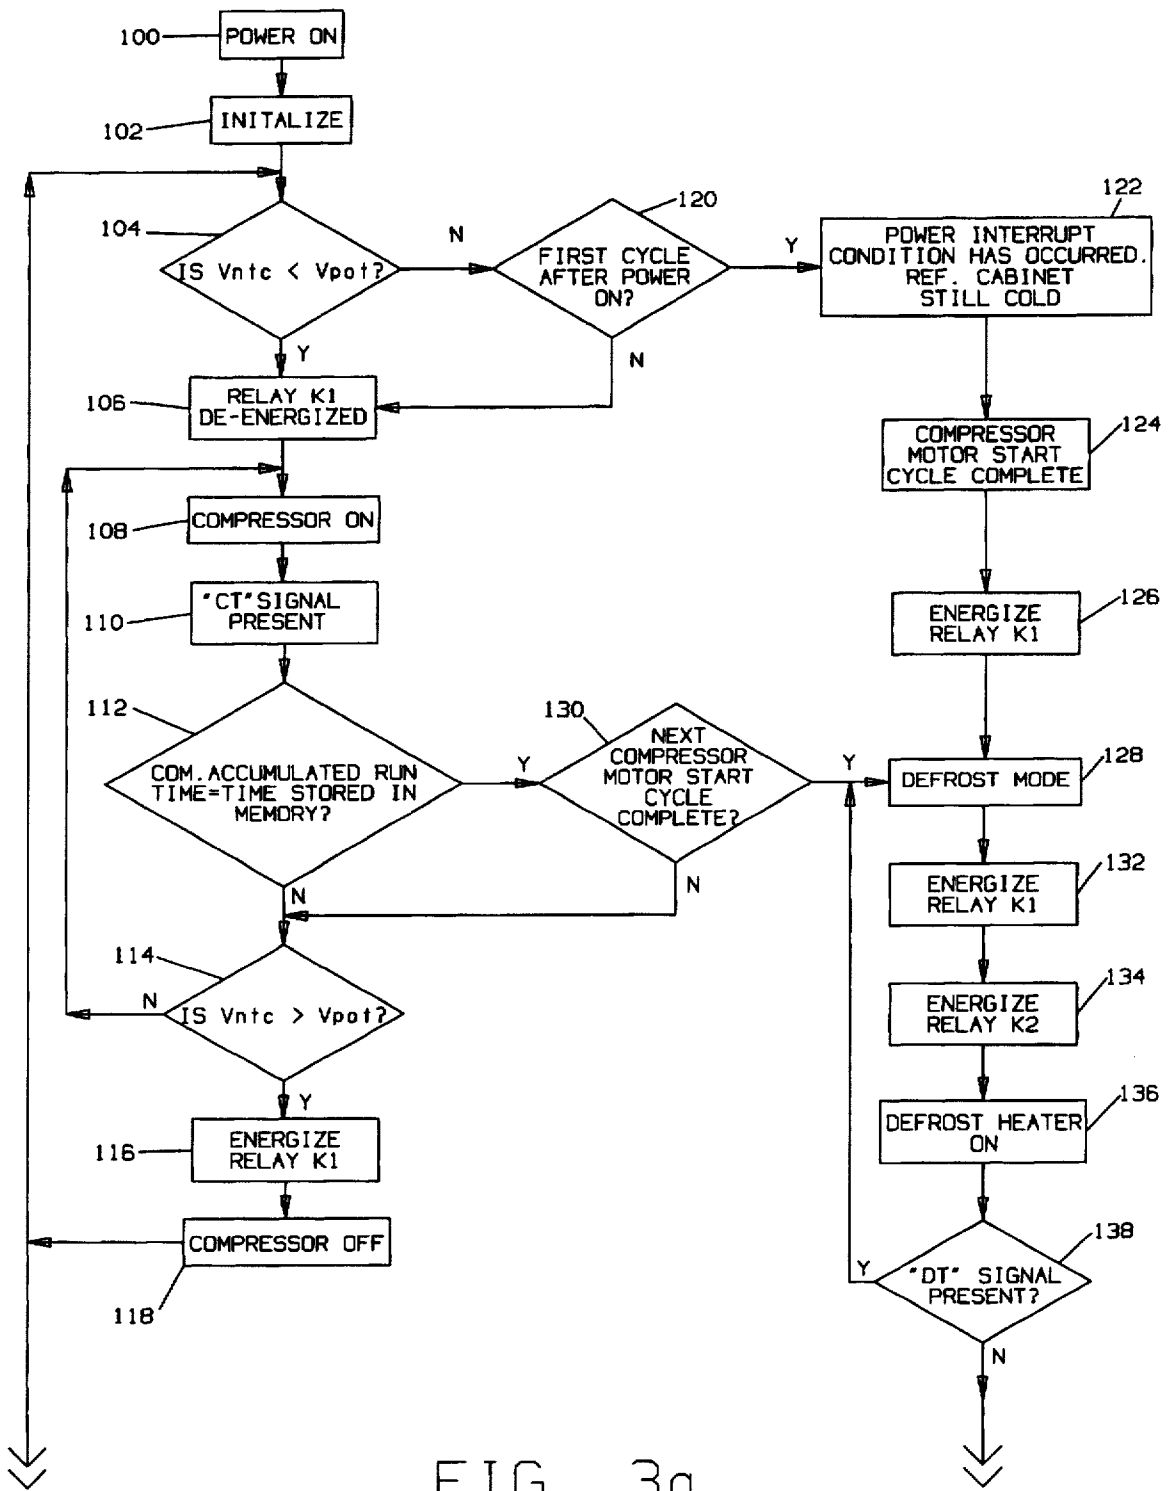 100
POWER ON
102
INITALIZE
104
IS Vntc < Vpot?
N
Y
120
FIRST CYCLE
AFTER POWER
ON?
Y
N
122
POWER INTERRUPT
CONDITION HAS OCCURRED.
REF. CABINET
STILL COLD
106
RELAY K1
DE-ENERGIZED
124
COMPRESSOR
MOTOR START
CYCLE COMPLETE
108
COMPRESSOR ON
110
"CT"SIGNAL
PRESENT
126
ENERGIZE
RELAY K1
112
COM.ACCUMULATED RUN
TIME=TIME STORED IN
MEMORY?
Y
N
130
NEXT
COMPRESSOR
MOTOR START
CYCLE
COMPLETE?
Y
N
DEFROST MODE
128
132
ENERGIZE
RELAY K1
114
IS Vntc > Vpot?
N
Y
134
ENERGIZE
RELAY K2
116
ENERGIZE
RELAY K1
136
DEFROST HEATER
ON
COMPRESSOR OFF
118
138
"DT" SIGNAL
PRESENT?
Y
N
FIG. 3a